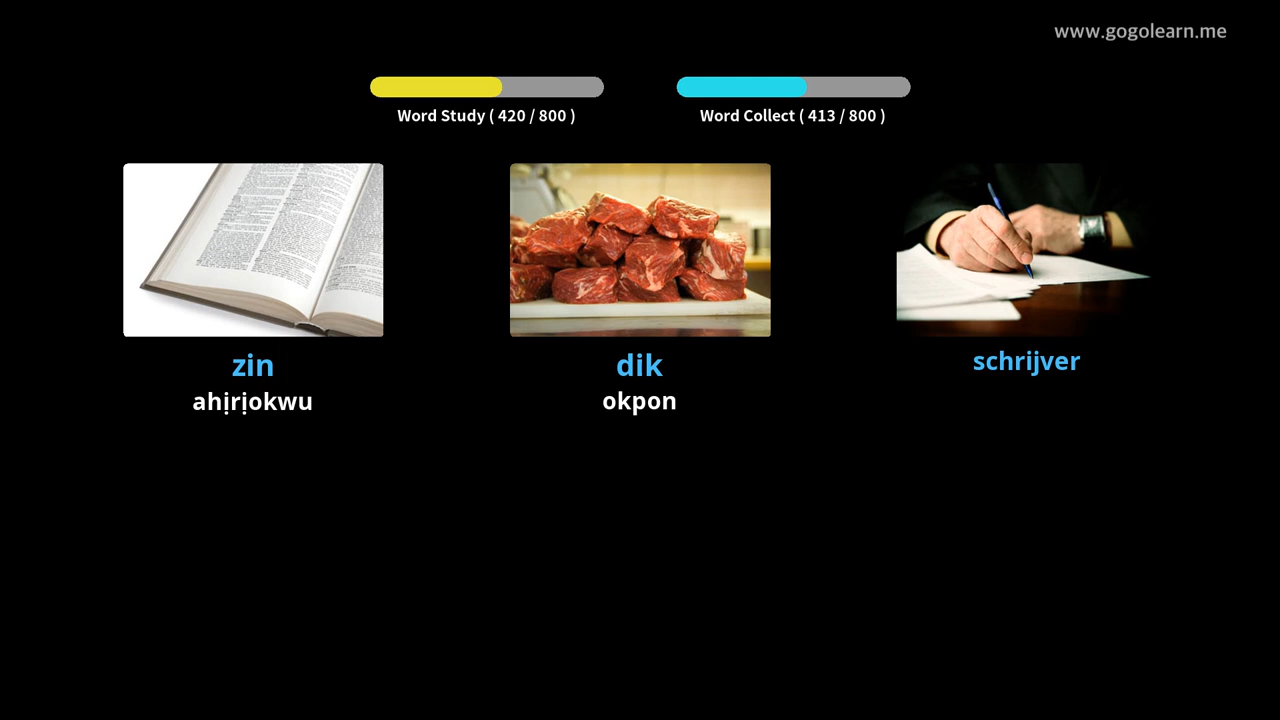 www.gogolearn.me
Word Study ( 420 / 800 )
Word Collect ( 413 / 800 )
zin
ahịrịokwu
dik
okpon
schrijver